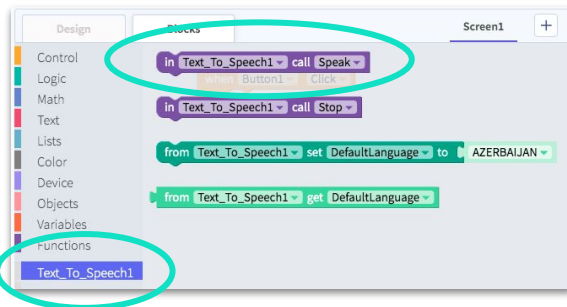 Design Blocks Screen1 +
Control
Logic
Math
Text
Lists
Color
Device
Objects
Variables
Functions
Text_To_Speech1
in Text_To_Speech1 call Speak
when Button1 Click
in Text_To_Speech1 call Stop
from Text_To_Speech1 set DefaultLanguage to AZERBAIJAN
from Text_To_Speech1 get DefaultLanguage